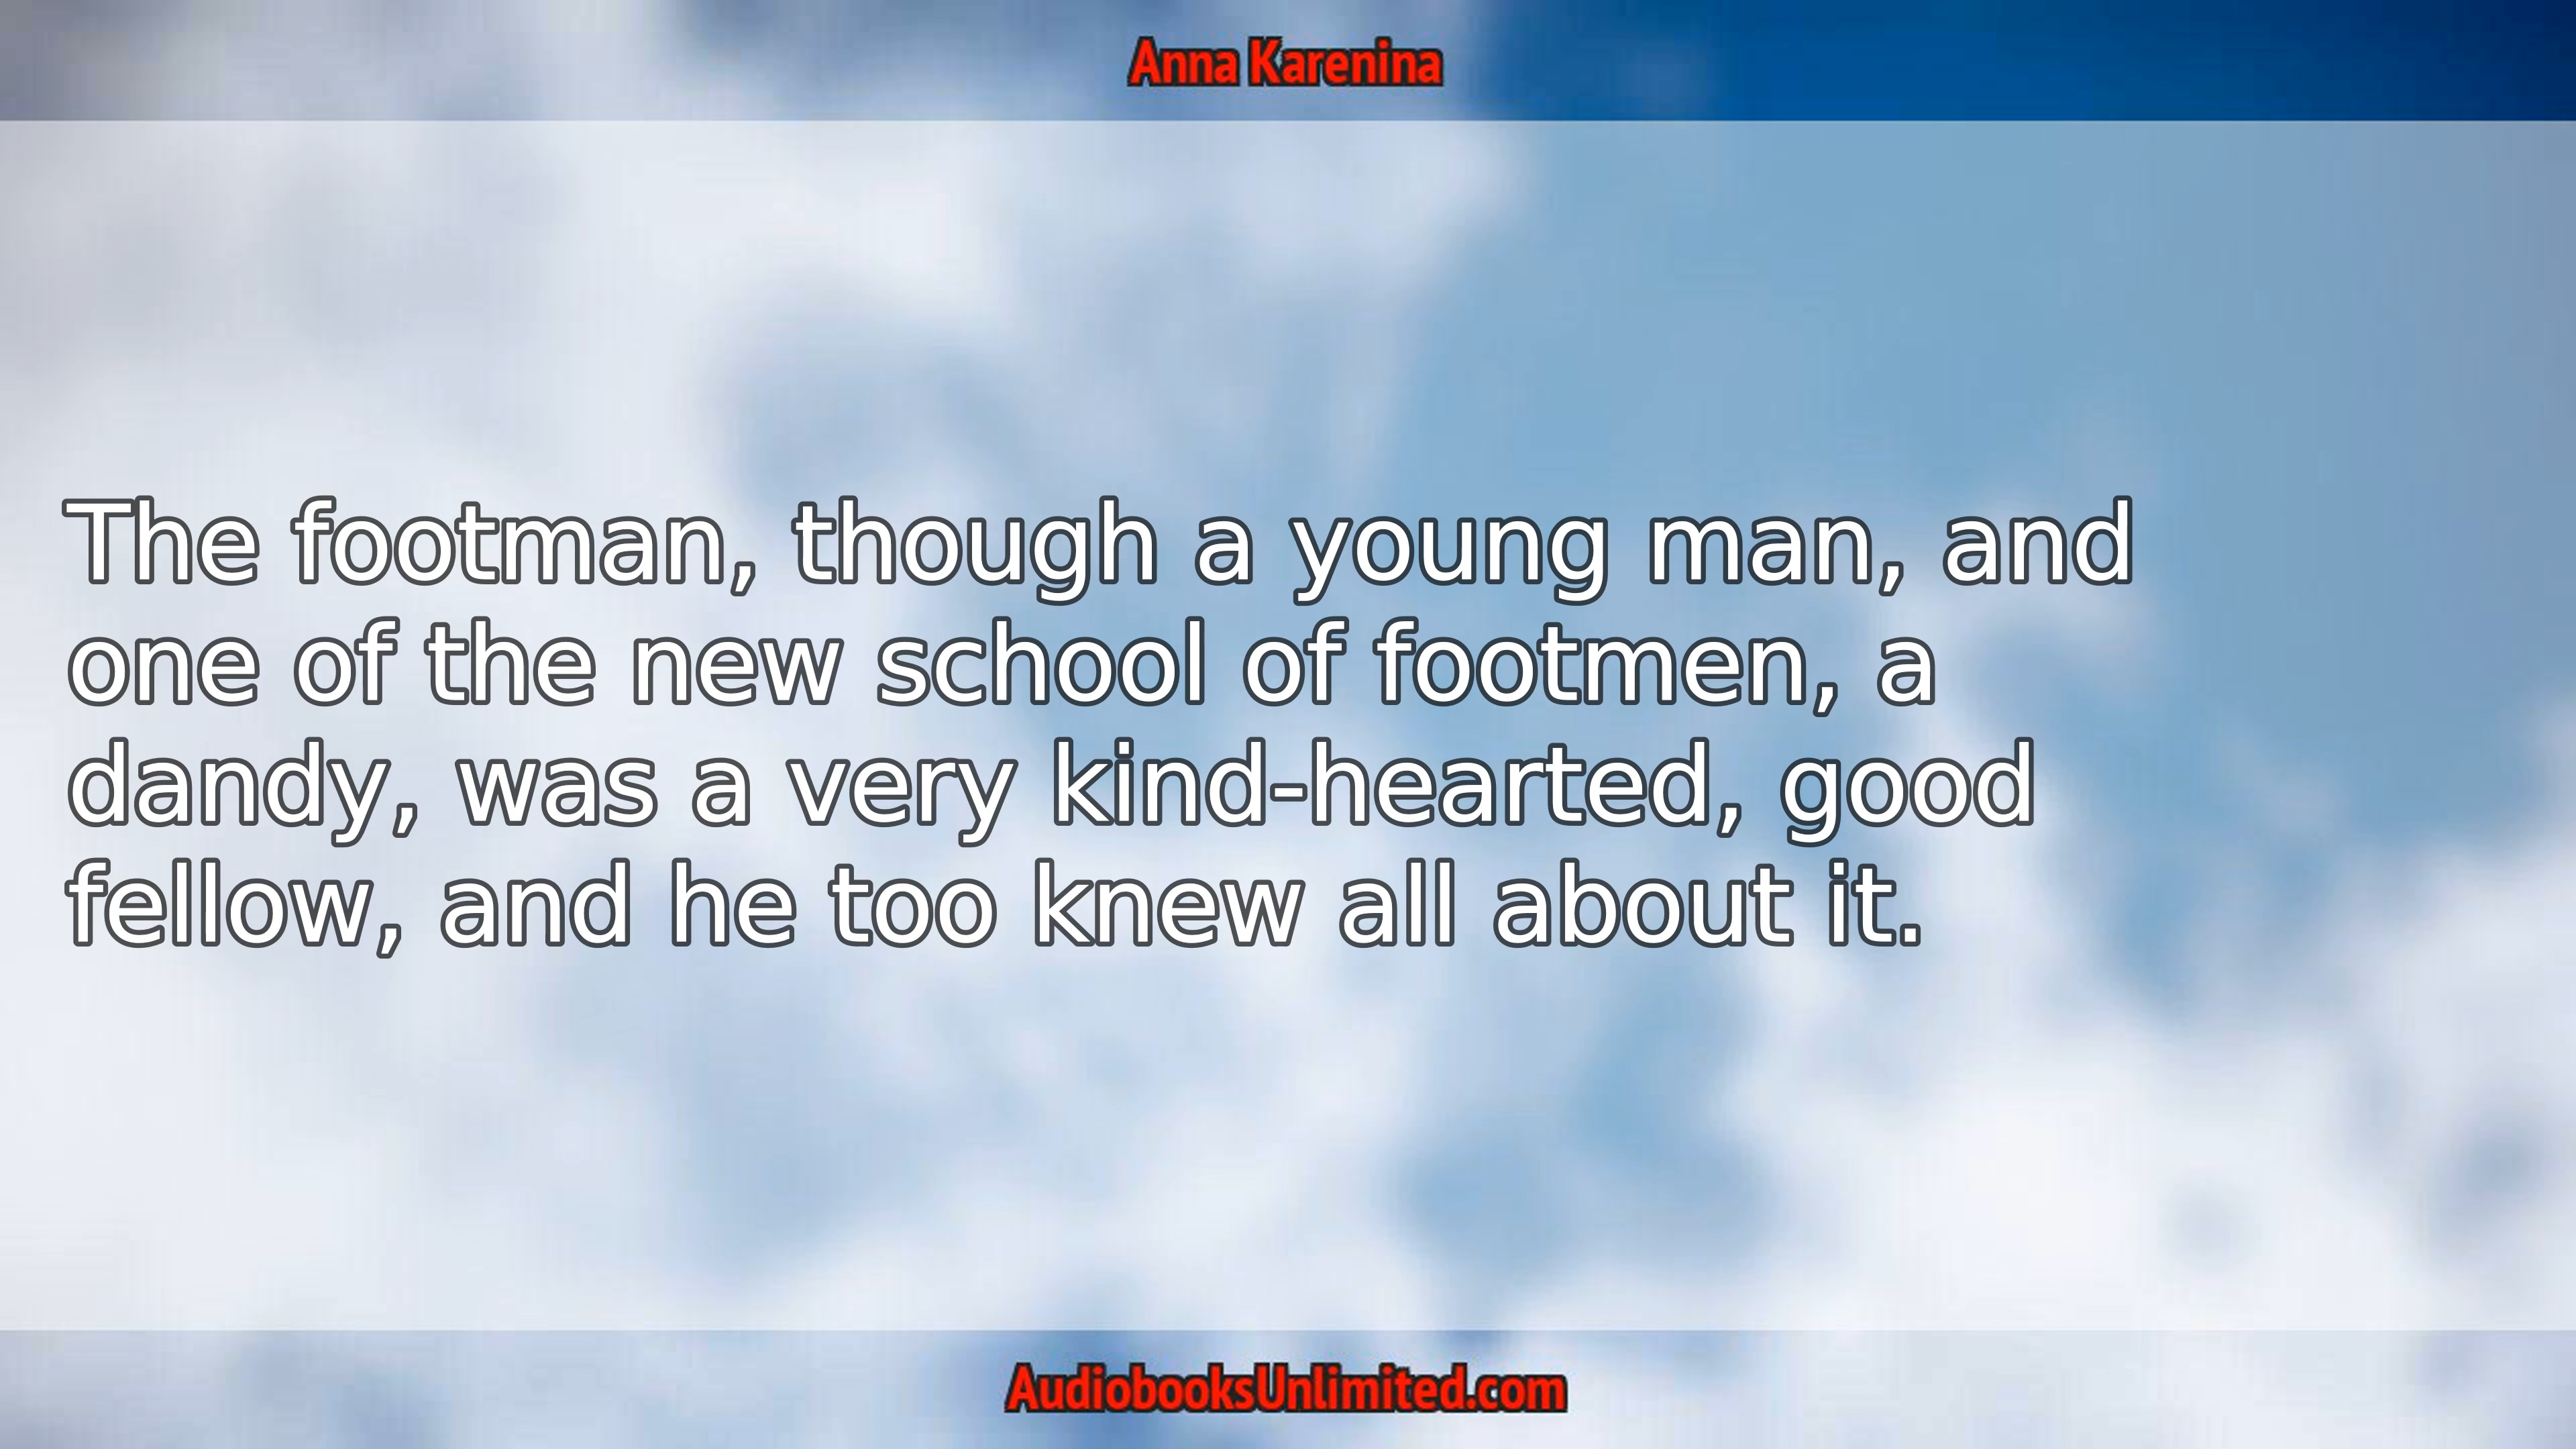 Anna Karenina
The footman, though a young man, and
one of the new school of footmen, a
dandy, was a very kind-hearted, good
fellow, and he too knew all about it.
AudiobooksUnlimited.com